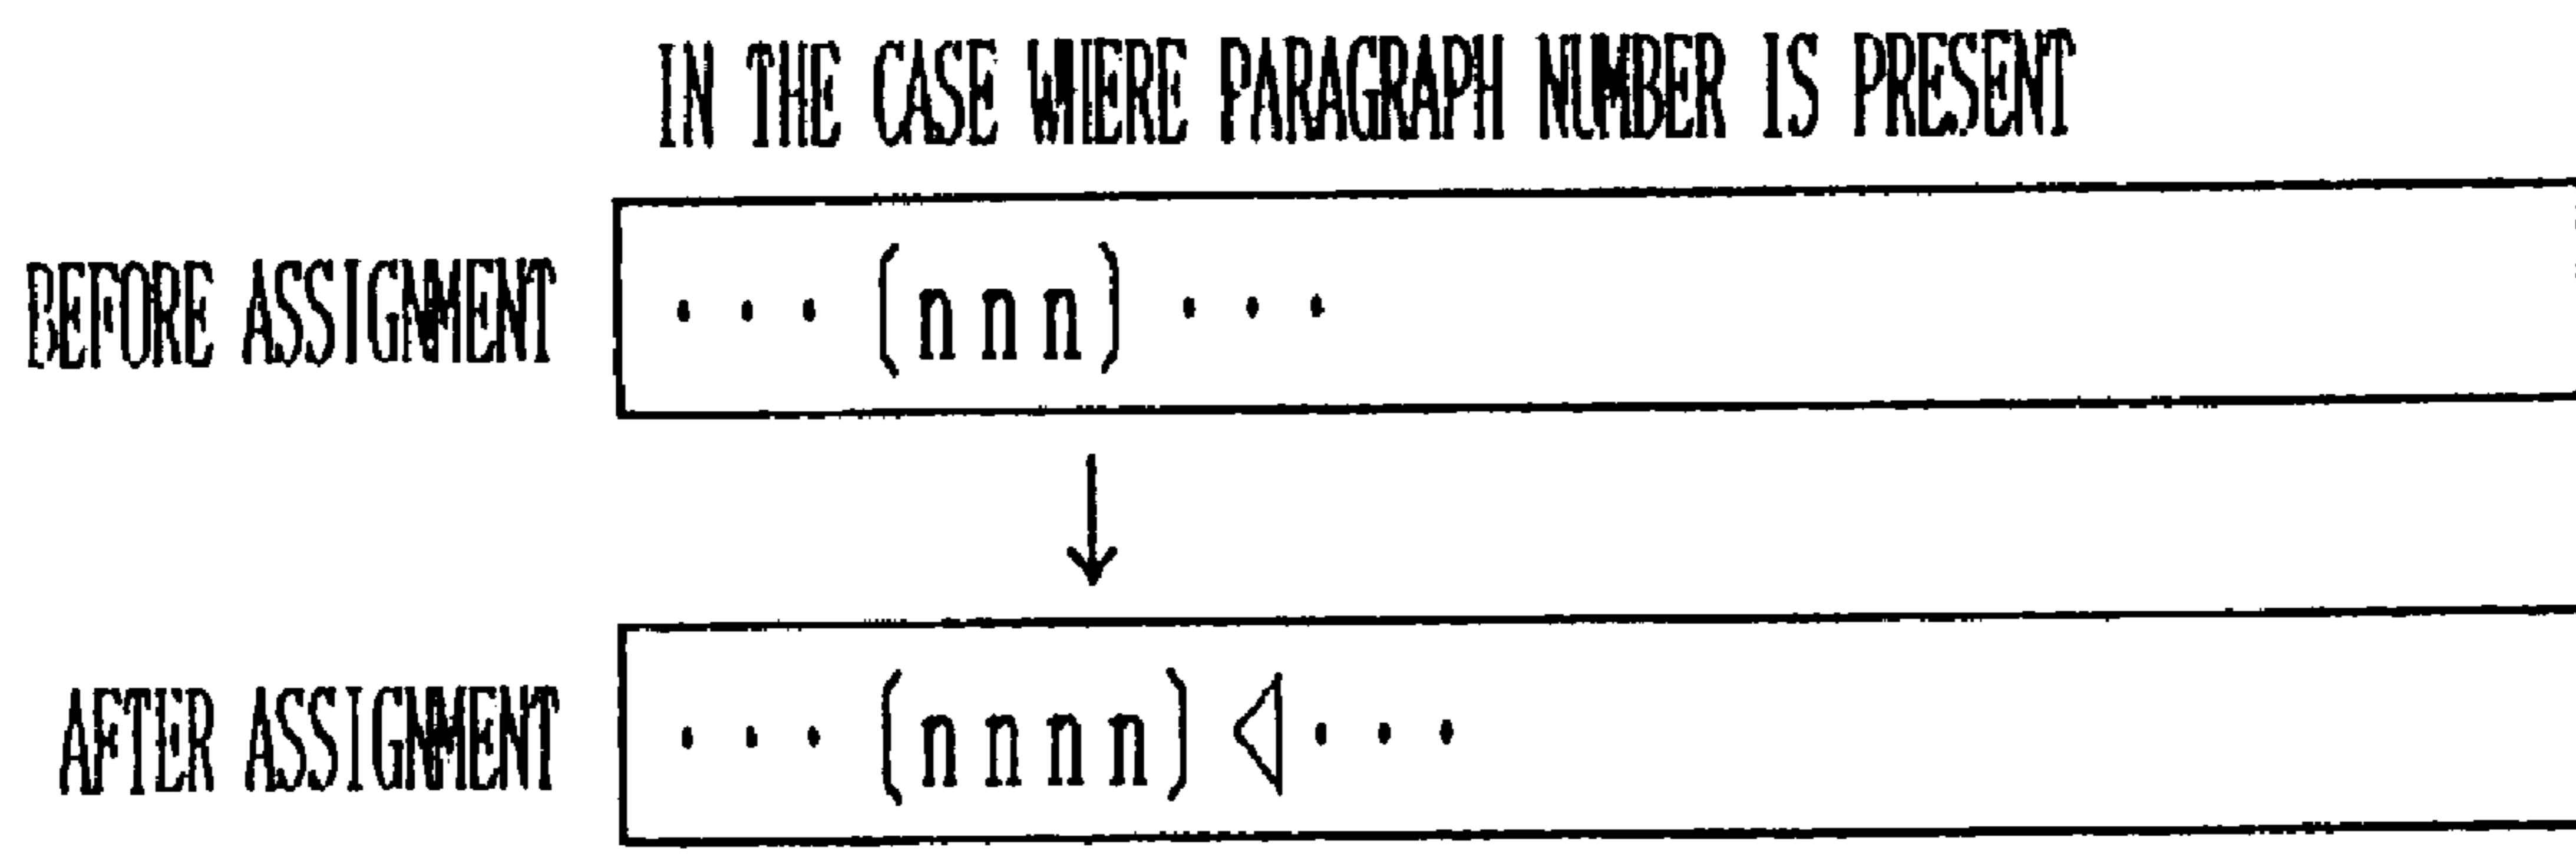 IN THE CASE WHERE PARAGRAPH NUMBER IS PRESENT
BEFORE ASSIGNMENT ・・・(nnn)・・・
↓
AFTER ASSIGNMENT ・・・(nnnn)◁・・・